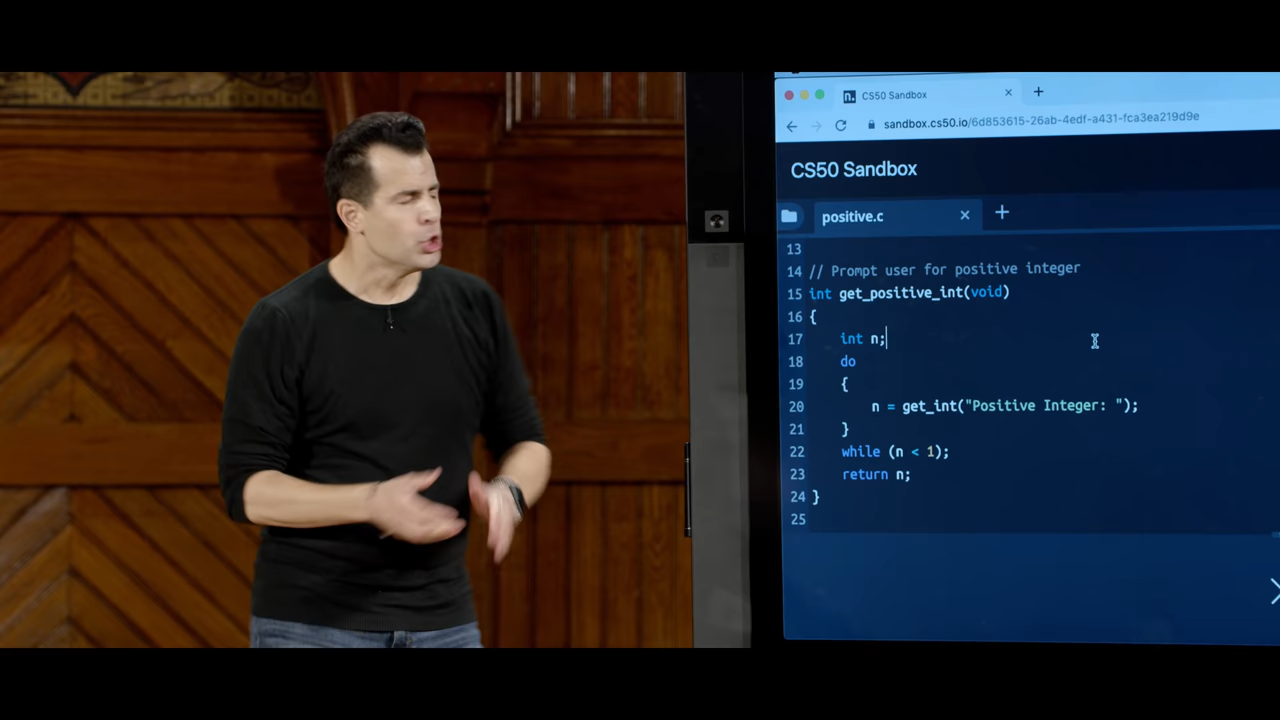 CS50 Sandbox
sandbox.cs50.io/6d853615-26ab-4edf-a431-fca3ea219d9e
CS50 Sandbox
positive.c
13
14 // Prompt user for positive integer
15 int get_positive_int(void)
16 {
17     int n;
18     do
19     {
20         n = get_int("Positive Integer: ");
21     }
22     while (n < 1);
23     return n;
24 }
25